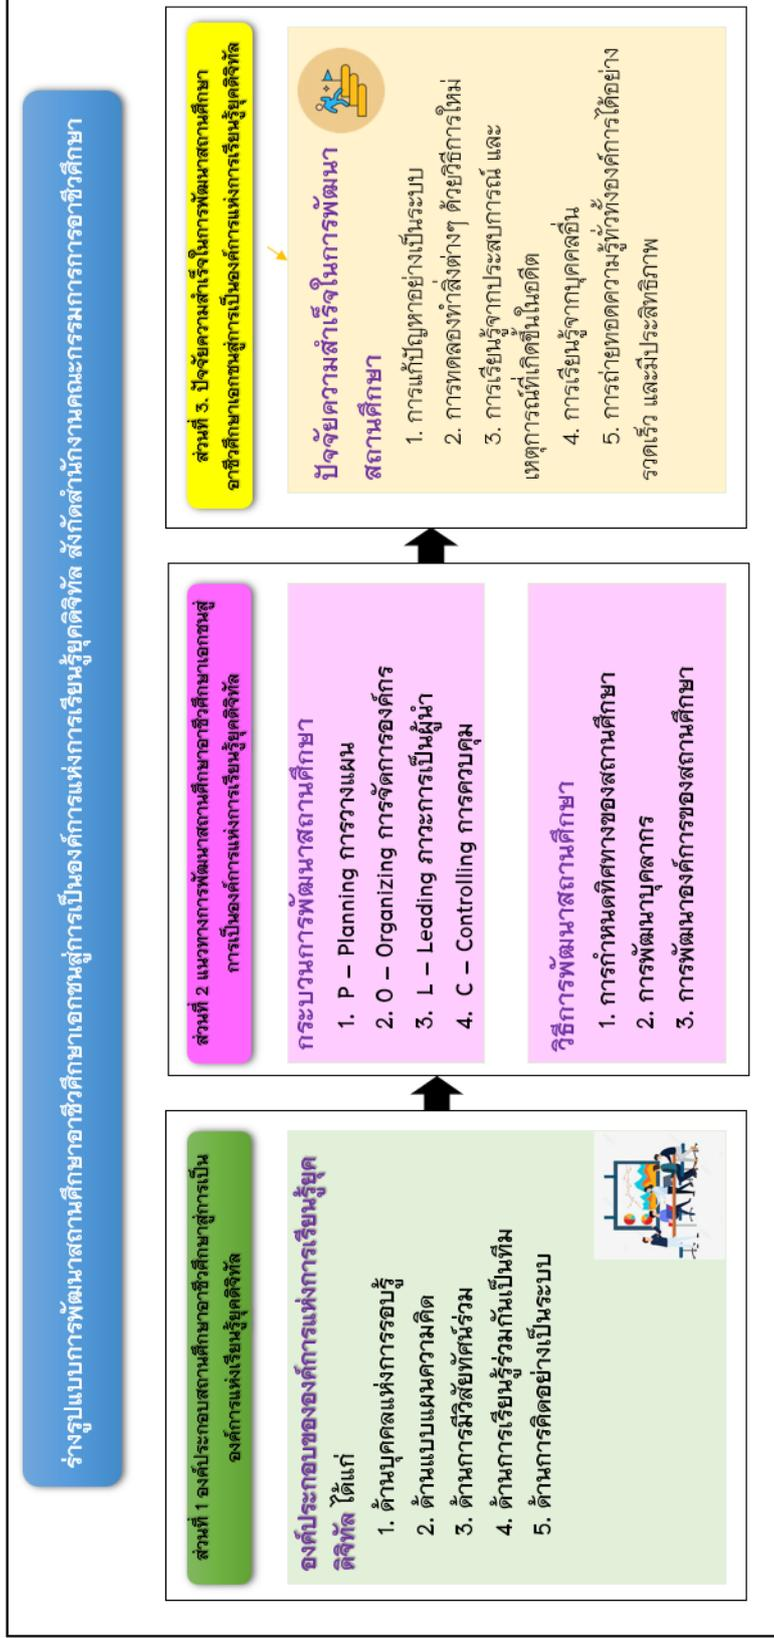 ร่างรูปแบบการพัฒนาสถานศึกษาอาชีวศึกษาเอกชนสู่การเป็นองค์การแห่งการเรียนรู้ยุคดิจิทัล สังกัดสำนักงานคณะกรรมการการอาชีวศึกษา
ส่วนที่ 1 องค์ประกอบสถานศึกษาอาชีวศึกษาสู่การเป็น
องค์การแห่งเรียนรู้ยุคดิจิทัล
องค์ประกอบขององค์การแห่งการเรียนรู้ยุค
ดิจิทัล ได้แก่
1. ด้านบุคคลแห่งการรอบรู้
2. ด้านแบบแผนความคิด
3. ด้านการมีวิสัยทัศน์ร่วม
4. ด้านการเรียนรู้ร่วมกันเป็นทีม
5. ด้านการคิดอย่างเป็นระบบ
ส่วนที่ 2 แนวทางการพัฒนาสถานศึกษาอาชีวศึกษาเอกชนสู่
การเป็นองค์การแห่งการเรียนรู้ยุคดิจิทัล
กระบวนการพัฒนาสถานศึกษา
1. P – Planning การวางแผน
2. O – Organizing การจัดการองค์กร
3. L – Leading ภาวะการเป็นผู้นำ
4. C – Controlling การควบคุม
วิธีการพัฒนาสถานศึกษา
1. การกำหนดทิศทางของสถานศึกษา
2. การพัฒนาบุคลากร
3. การพัฒนาองค์การของสถานศึกษา
ส่วนที่ 3. ปัจจัยความสำเร็จในการพัฒนาสถานศึกษา
อาชีวศึกษาเอกชนสู่การเป็นองค์การแห่งการเรียนรู้ยุคดิจิทัล
ปัจจัยความสำเร็จในการพัฒนา
สถานศึกษา
1. การแก้ปัญหาอย่างเป็นระบบ
2. การทดลองทำสิ่งต่างๆ ด้วยวิธีการใหม่
3. การเรียนรู้จากประสบการณ์ และ
เหตุการณ์ที่เกิดขึ้นในอดีต
4. การเรียนรู้จากบุคคลอื่น
5. การถ่ายทอดความรู้ทั่วทั้งองค์การได้อย่าง
รวดเร็ว และมีประสิทธิภาพ